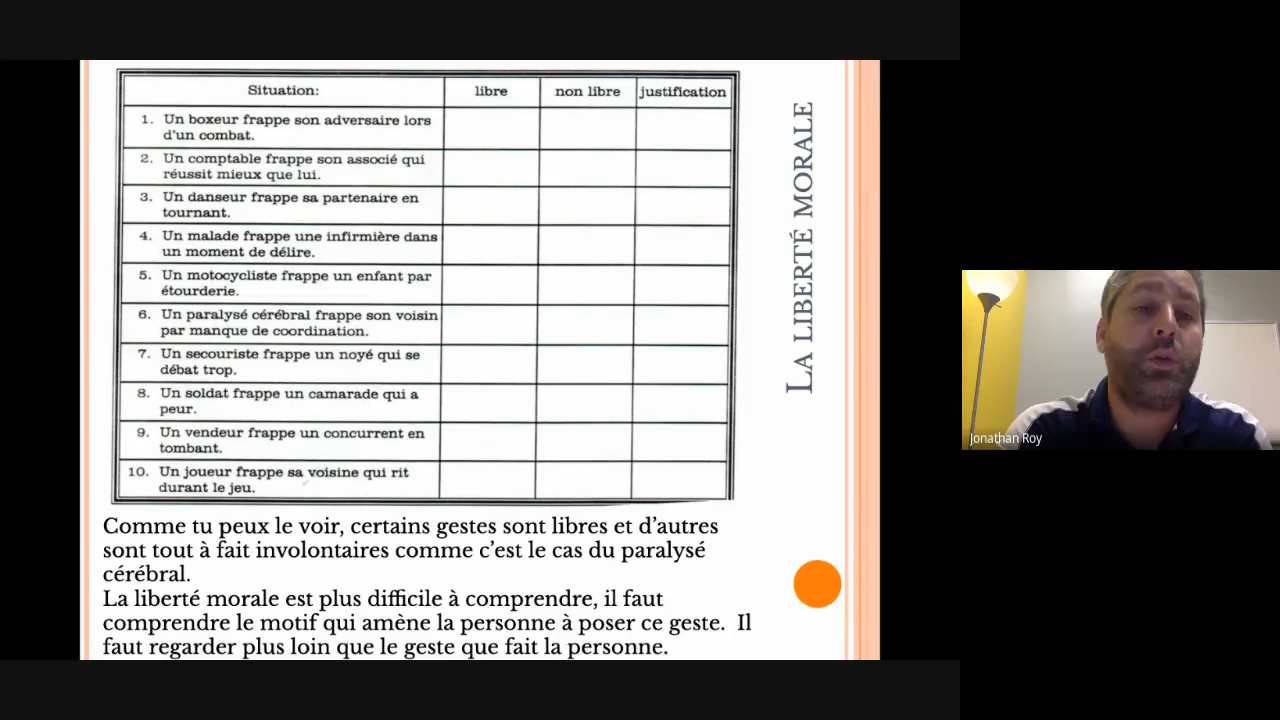 Situation: libre non libre justification
1. Un boxeur frappe son adversaire lors
d'un combat.
2. Un comptable frappe son associé qui
réussit mieux que lui.
3. Un danseur frappe sa partenaire en
tournant.
4. Un malade frappe une infirmière dans
un moment de délire.
5. Un motocycliste frappe un enfant par
étourderie.
6. Un paralysé cérébral frappe son voisin
par manque de coordination.
7. Un secouriste frappe un noyé qui se
débat trop.
8. Un soldat frappe un camarade qui a
peur.
9. Un vendeur frappe un concurrent en
tombant.
10. Un joueur frappe sa voisine qui rit
durant le jeu.
Comme tu peux le voir, certains gestes sont libres et d’autres
sont tout à fait involontaires comme c’est le cas du paralysé
cérébral.
La liberté morale est plus difficile à comprendre, il faut
comprendre le motif qui amène la personne à poser ce geste. Il
faut regarder plus loin que le geste que fait la personne.
LA LIBERTÉ MORALE
Jonathan Roy